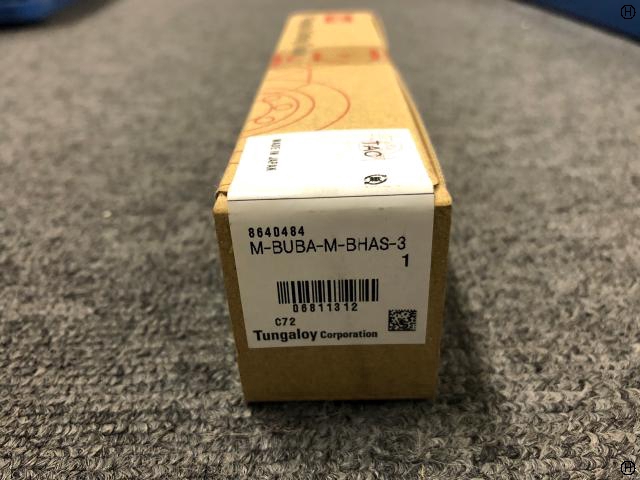 MADE IN JAPAN
TAC
8640484
M-BUBA-M-BHAS-3
1
06811312
C72
Tungaloy Corporation
H
H
H